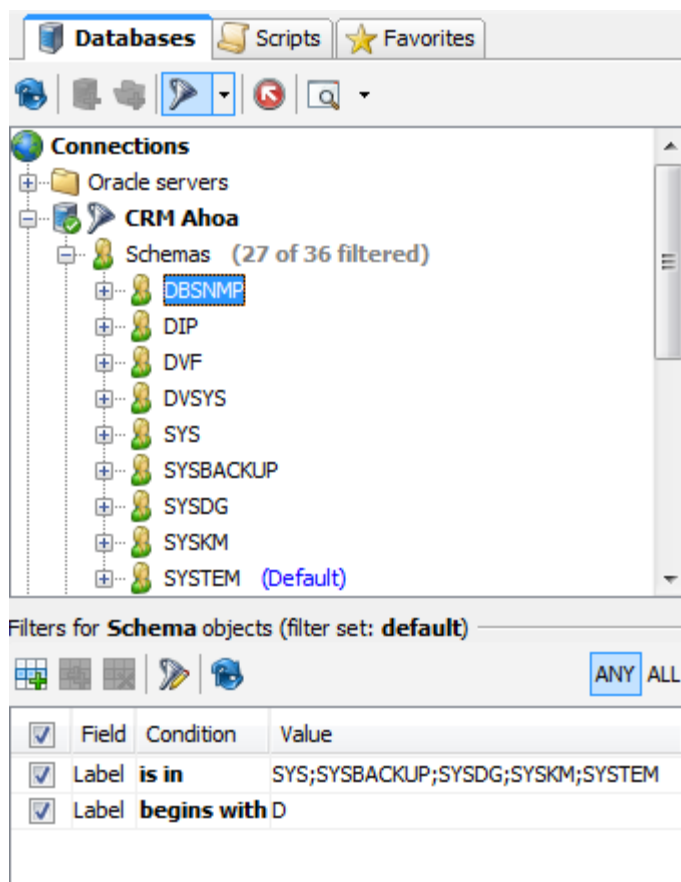 Databases Scripts Favorites
Connections
Oracle servers
CRM Ahoa
Schemas (27 of 36 filtered)
DBSNMP
DIP
DVF
DVSYS
SYS
SYSBACKUP
SYSDG
SYSKM
SYSTEM (Default)
Filters for Schema objects (filter set: default)
ANY ALL
Field Condition Value
Label is in SYS;SYSBACKUP;SYSDG;SYSKM;SYSTEM
Label begins with D